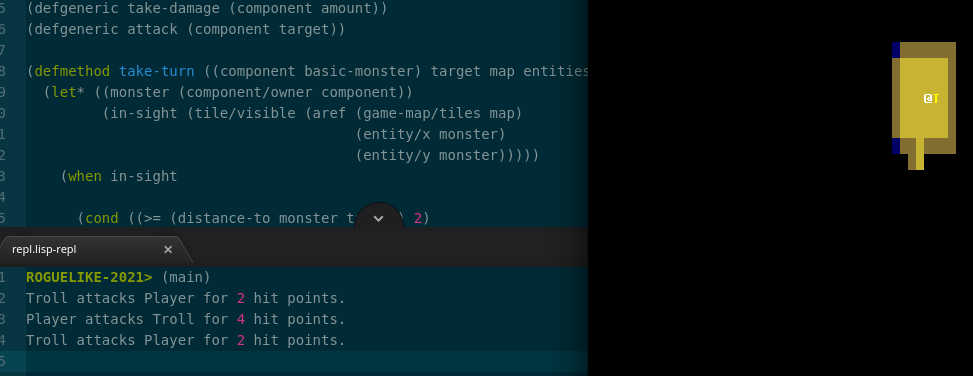 5 (defgeneric take-damage (component amount))
6 (defgeneric attack (component target))
7
8 (defmethod take-turn ((component basic-monster) target map entities
9 (let* ((monster (component/owner component))
0 (in-sight (tile/visible (aref (game-map/tiles map)
1 (entity/x monster)
2 (entity/y monster)))))
3 (when in-sight
4
5 (cond ((>= (distance-to monster 2)
repl.lisp-repl ×
1 ROGUELIKE-2021> (main)
2 Troll attacks Player for 2 hit points.
3 Player attacks Troll for 4 hit points.
4 Troll attacks Player for 2 hit points.
5
@T